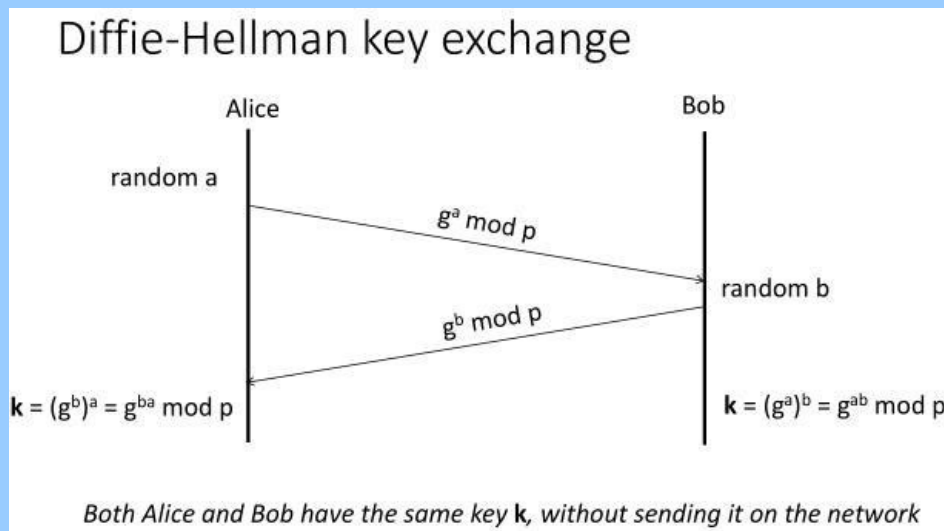 Diffie-Hellman key exchange
Alice
Bob
random a
gᵃ mod p
random b
gᵇ mod p
k = (gᵇ)ᵃ = gᵇᵃ mod p
k = (gᵃ)ᵇ = gᵃᵇ mod p
Both Alice and Bob have the same key k, without sending it on the network